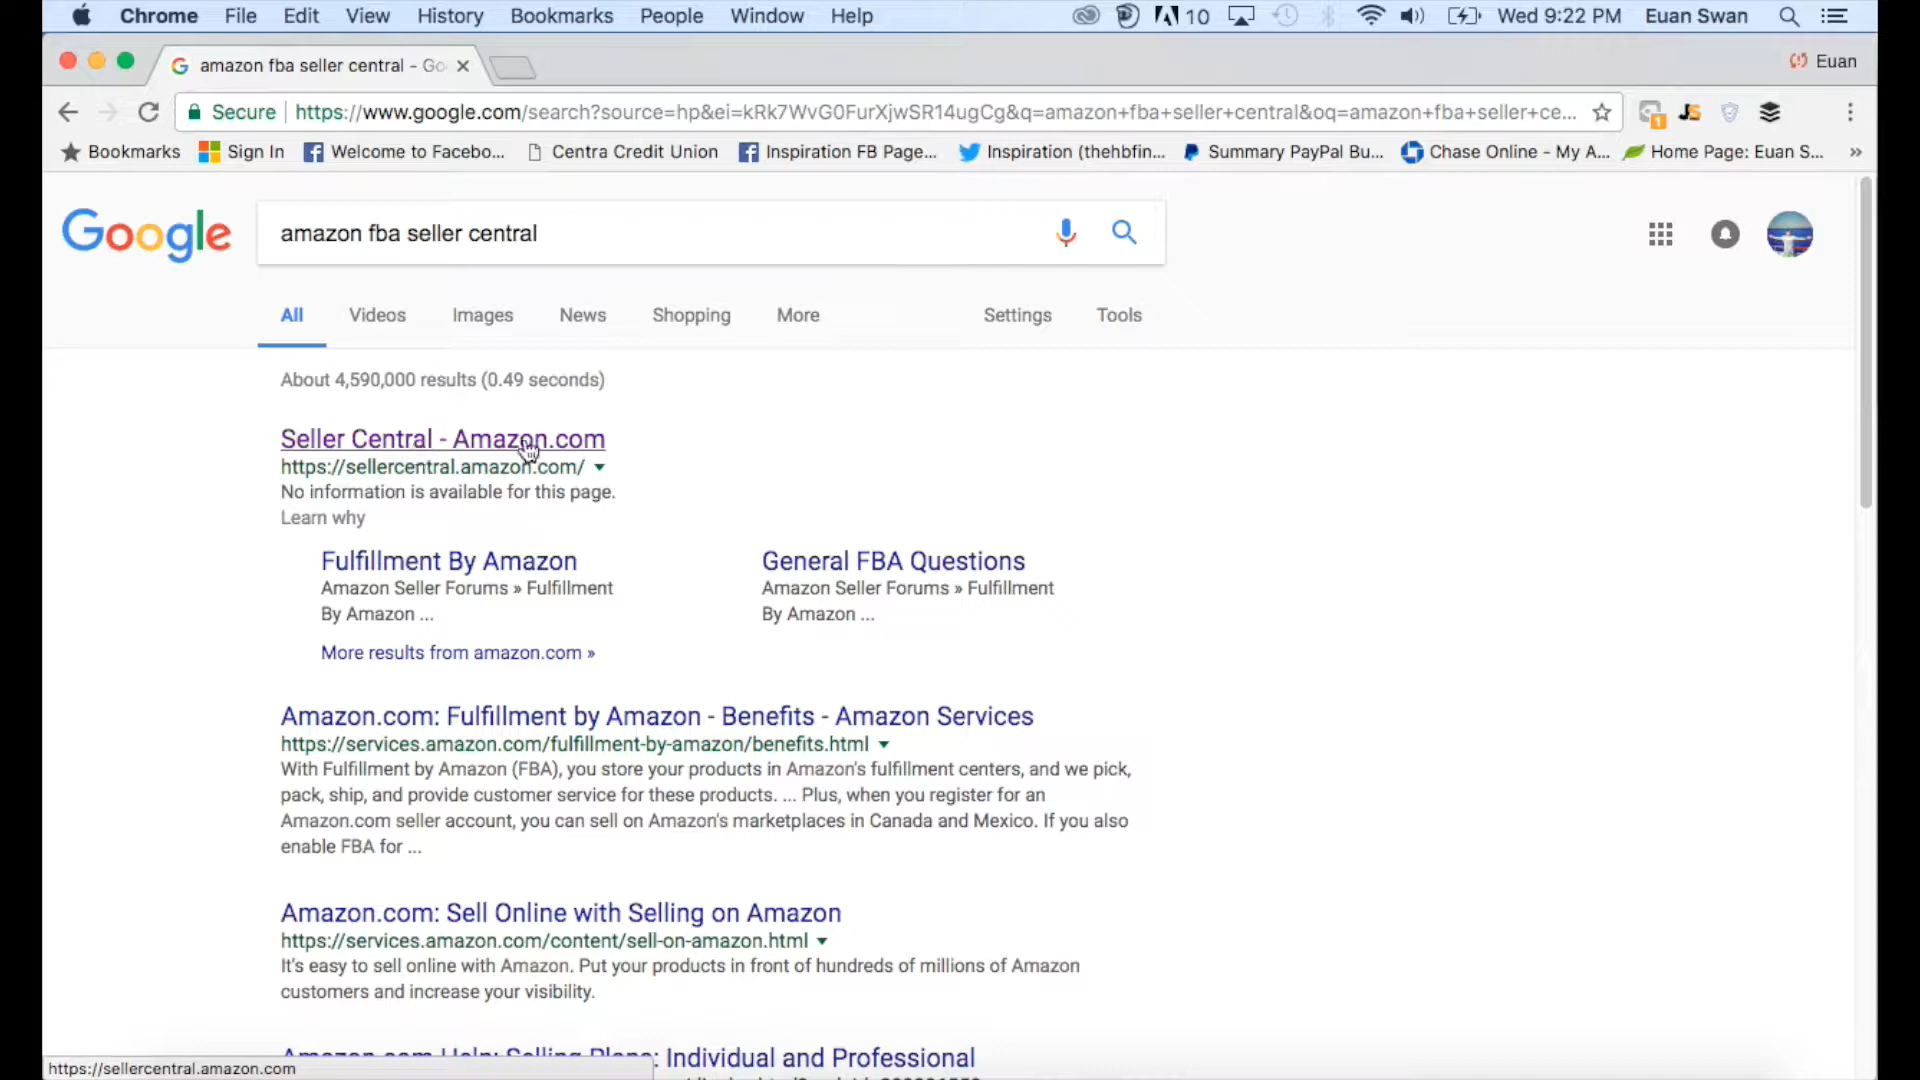 Chrome File Edit View History Bookmarks People Window Help 10 Wed 9:22 PM Euan Swan
amazon fba seller central - Go Euan
Secure https://www.google.com/search?source=hp&ei=kRk7WvG0FurXjwSR14ugCg&q=amazon+fba+seller+central&oq=amazon+fba+seller+ce... 1 JS
Bookmarks Sign In Welcome to Facebo... Centra Credit Union Inspiration FB Page... Inspiration (thehbfin... Summary PayPal Bu... Chase Online - My A... Home Page: Euan S... »
Google amazon fba seller central
All Videos Images News Shopping More Settings Tools
About 4,590,000 results (0.49 seconds)
Seller Central - Amazon.com
https://sellercentral.amazon.com/
No information is available for this page.
Learn why
Fulfillment By Amazon General FBA Questions
Amazon Seller Forums » Fulfillment Amazon Seller Forums » Fulfillment
By Amazon ... By Amazon ...
More results from amazon.com »
Amazon.com: Fulfillment by Amazon - Benefits - Amazon Services
https://services.amazon.com/fulfillment-by-amazon/benefits.html
With Fulfillment by Amazon (FBA), you store your products in Amazon's fulfillment centers, and we pick,
pack, ship, and provide customer service for these products. ... Plus, when you register for an
Amazon.com seller account, you can sell on Amazon's marketplaces in Canada and Mexico. If you also
enable FBA for ...
Amazon.com: Sell Online with Selling on Amazon
https://services.amazon.com/content/sell-on-amazon.html
It's easy to sell online with Amazon. Put your products in front of hundreds of millions of Amazon
customers and increase your visibility.
Amazon.com Help: Selling Plans: Individual and Professional
https://sellercentral.amazon.com